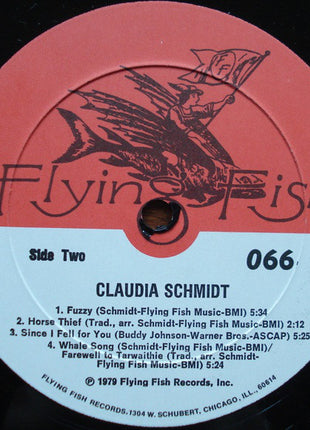 Flying Fish
Side Two
066
CLAUDIA SCHMIDT
1. Fuzzy (Schmidt-Flying Fish Music-BMI) 5:34
2. Horse Thief (Trad., arr. Schmidt-Flying Fish Music-BMI) 2:12
3. Since I Fell for You (Buddy Johnson-Warner Bros.-ASCAP) 5:25
4. Whale Song (Schmidt-Flying Fish Music-BMI)/
Farewell to Tarwaithie (Trad., arr. Schmidt-
Flying Fish Music-BMI) 5:24
℗ © 1979 Flying Fish Records, Inc.
FLYING FISH RECORDS, 1304 W. SCHUBERT, CHICAGO, ILL., 60614